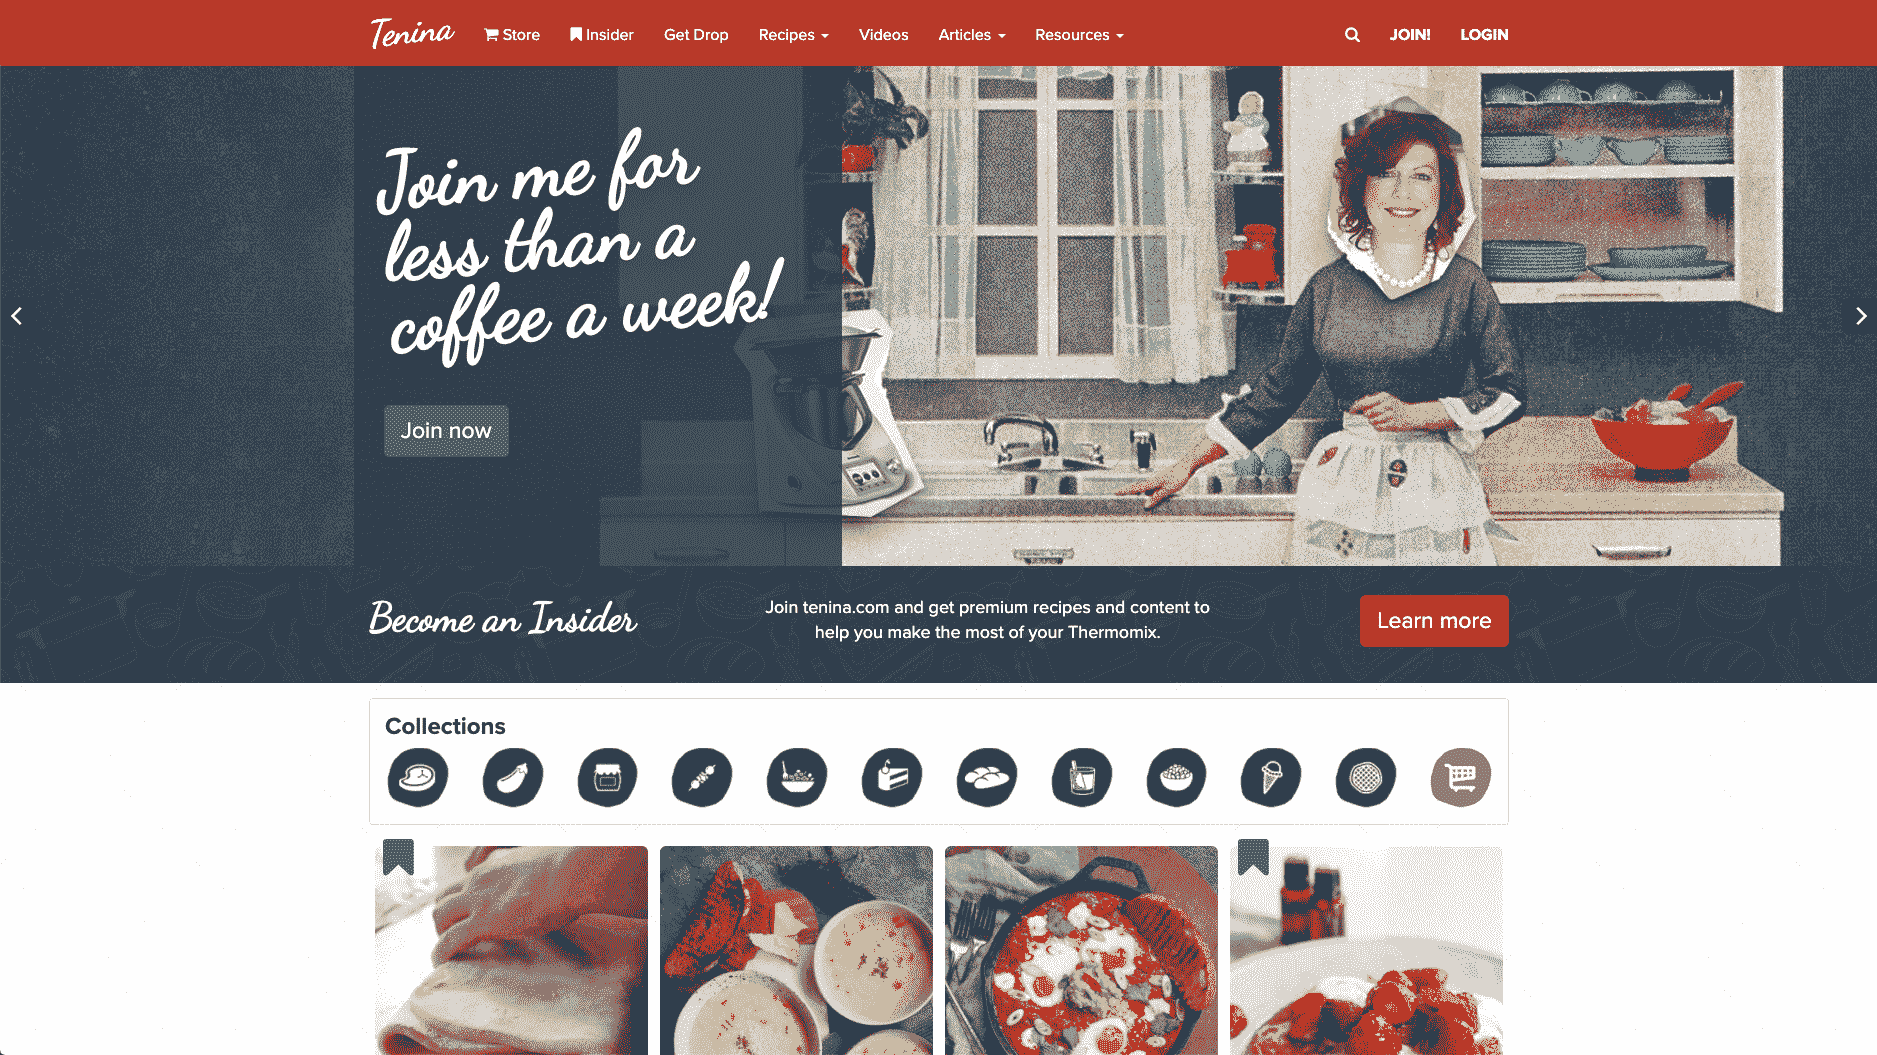 Tenina
Store
Insider
Get Drop
Recipes
Videos
Articles
Resources
JOIN!
LOGIN
Join me for
less than a
coffee a week!
Join now
Become an Insider
Join tenina.com and get premium recipes and content to
help you make the most of your Thermomix.
Learn more
Collections